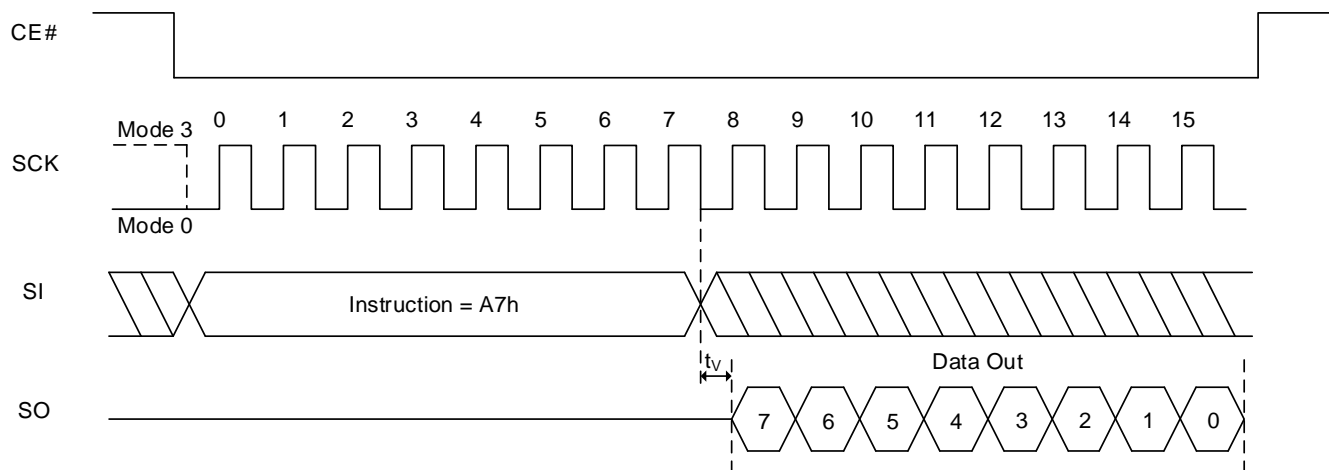 CE#
0 1 2 3 4 5 6 7 8 9 10 11 12 13 14 15
Mode 3
SCK
Mode 0
SI
Instruction = A7h
tV
Data Out
SO
7 6 5 4 3 2 1 0